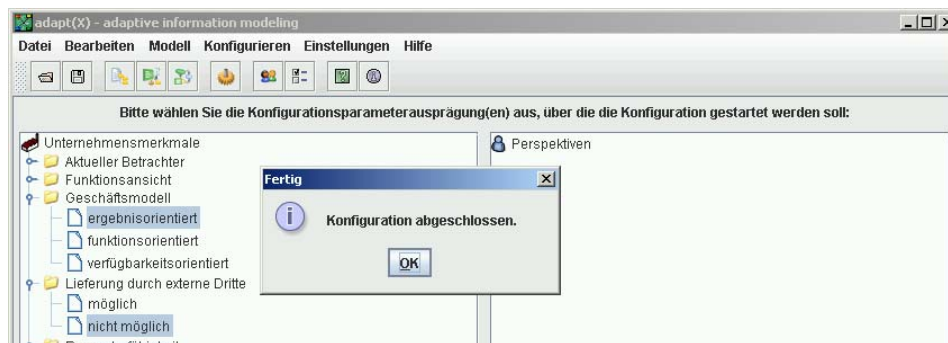 adapt(X) - adaptive information modeling
Datei Bearbeiten Modell Konfigurieren Einstellungen Hilfe
Bitte wählen Sie die Konfigurationsparameterausprägung(en) aus, über die die Konfiguration gestartet werden soll:
Unternehmensmerkmale
Perspektiven
Aktueller Betrachter
Funktionsansicht
Geschäftsmodell
ergebnisorientiert
funktionsorientiert
verfügbarkeitsorientiert
Lieferung durch externe Dritte
möglich
nicht möglich
Fertig
Konfiguration abgeschlossen.
OK